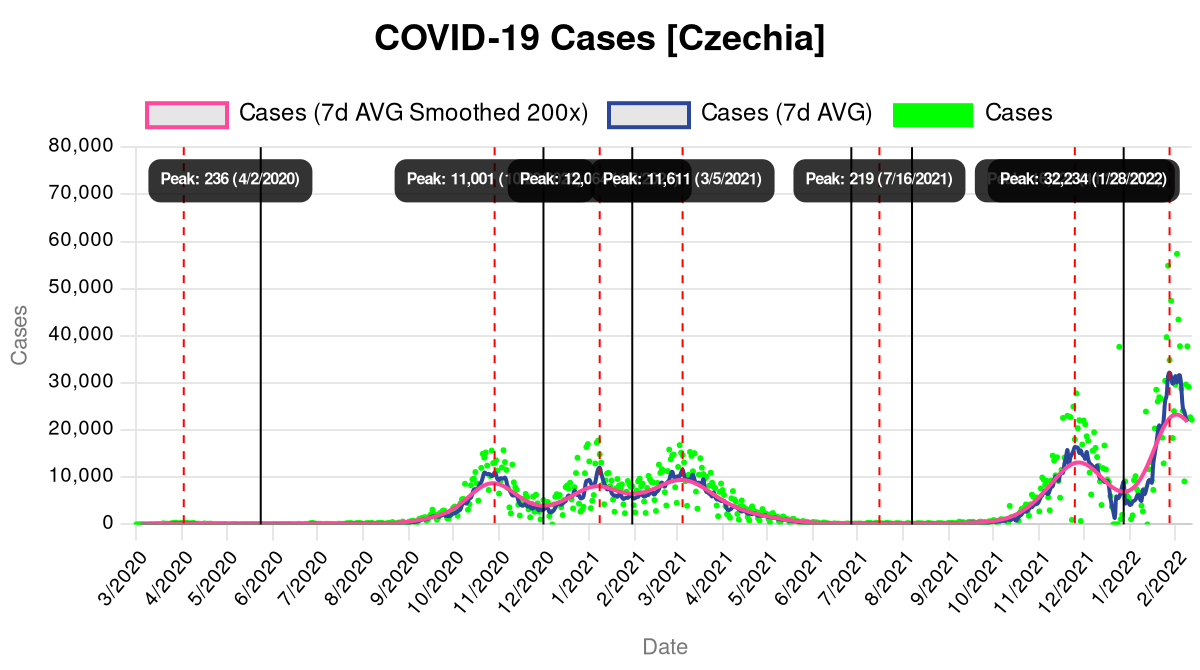 COVID-19 Cases [Czechia]
Cases (7d AVG Smoothed 200x) Cases (7d AVG) Cases
80,000
70,000
60,000
50,000
40,000
30,000
20,000
10,000
0
Cases
Peak: 236 (4/2/2020)
Peak: 11,001
Peak:
Peak: 11,611 (3/5/2021)
Peak: 219 (7/16/2021)
Peak: 32,234 (1/28/2022)
3/2020 4/2020 5/2020 6/2020 7/2020 8/2020 9/2020 10/2020 11/2020 12/2020 1/2021 2/2021 3/2021 4/2021 5/2021 6/2021 7/2021 8/2021 9/2021 10/2021 11/2021 12/2021 1/2022 2/2022
Date